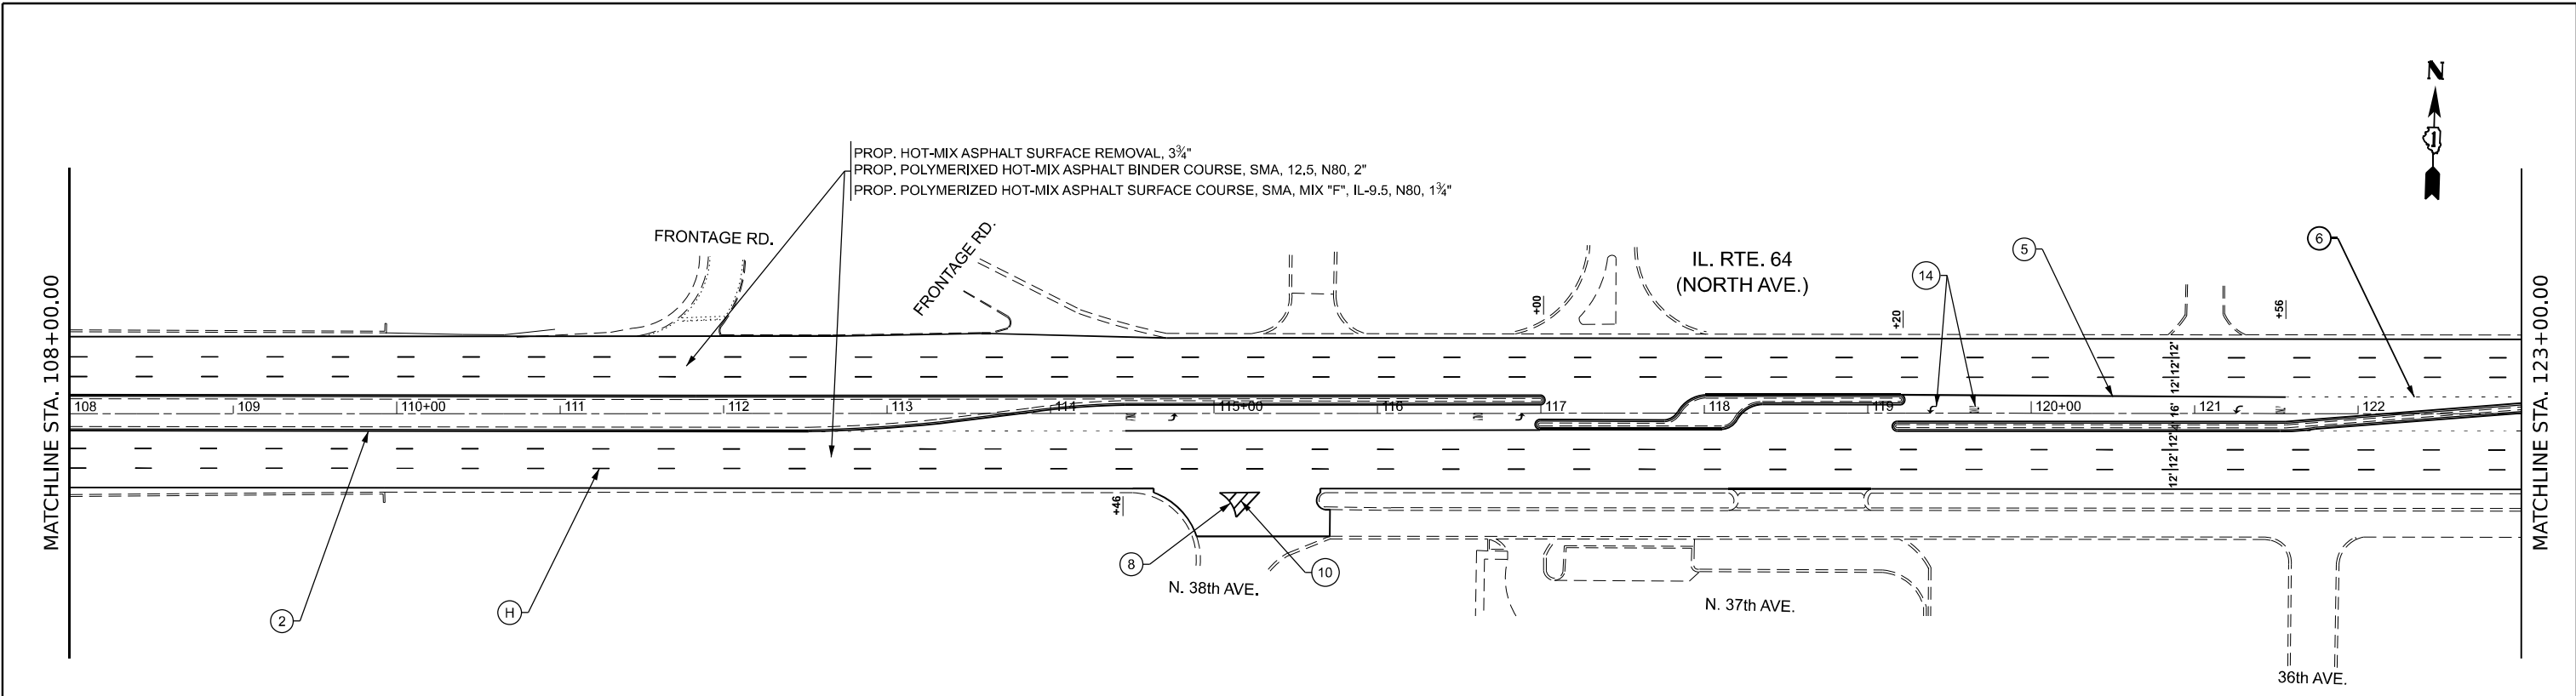 N
PROP. HOT-MIX ASPHALT SURFACE REMOVAL, 3¾"
PROP. POLYMERIXED HOT-MIX ASPHALT BINDER COURSE, SMA, 12.5, N80, 2"
PROP. POLYMERIZED HOT-MIX ASPHALT SURFACE COURSE, SMA, MIX "F", IL-9.5, N80, 1¾"
FRONTAGE RD.
FRONTAGE RD.
IL. RTE. 64
(NORTH AVE.)
14
5
6
+00
+20
+56
MATCHLINE STA. 108+00.00
MATCHLINE STA. 123+00.00
12' 12' 12' 16' 4' 12' 12' 12'
108 109 110+00 111 112 113 114 115+00 116 117 118 119 120+00 121 122
+46
8
10
2
H
N. 38th AVE.
N. 37th AVE.
36th AVE.